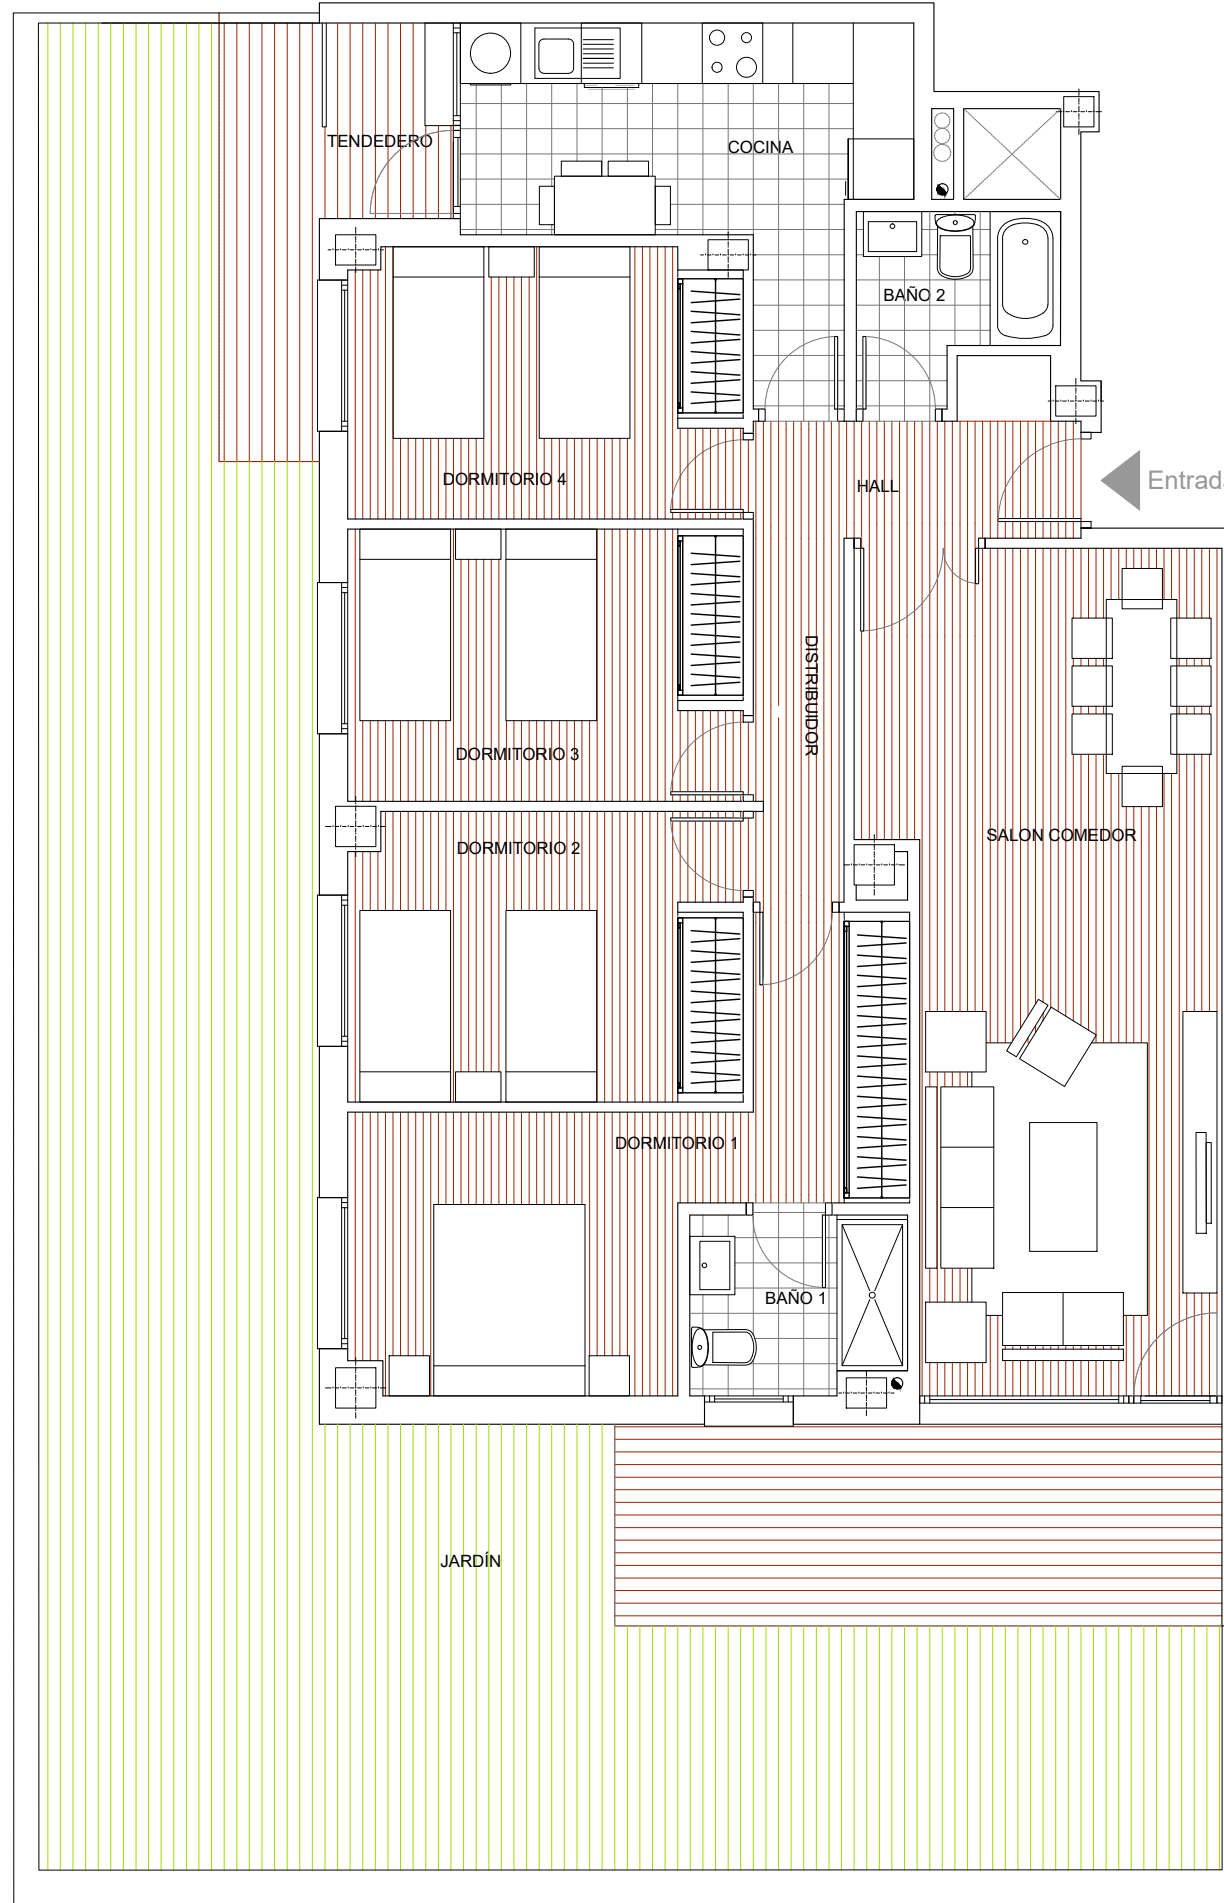 TENDEDERO
COCINA
BAÑO 2
DORMITORIO 4
HALL
Entrada
DISTRIBUIDOR
DORMITORIO 3
SALON COMEDOR
DORMITORIO 2
DORMITORIO 1
BAÑO 1
JARDÍN